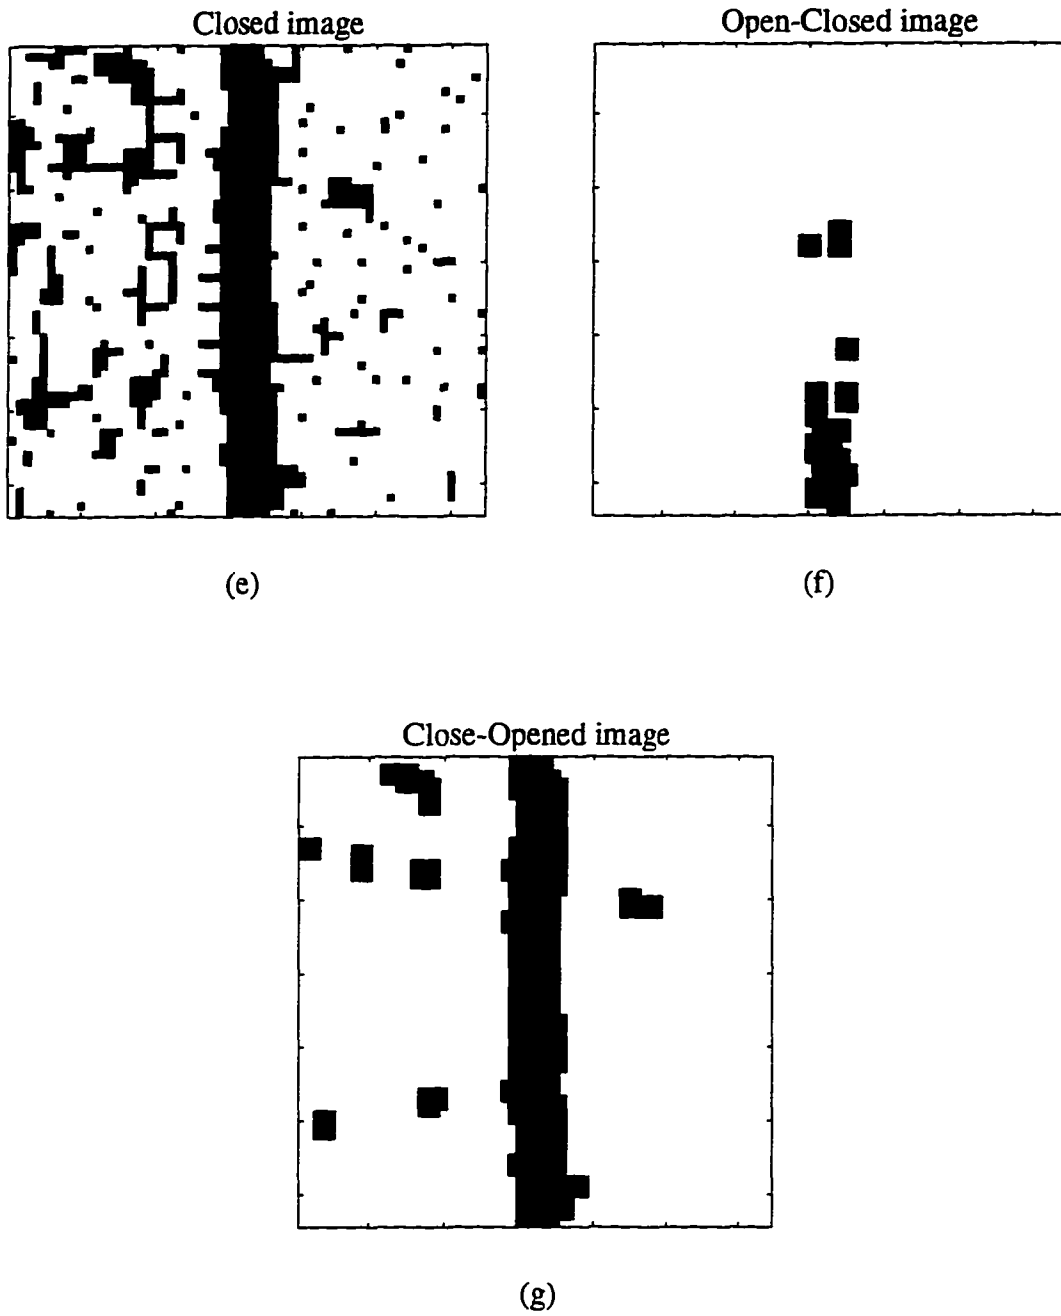 Closed image
Open-Closed image
(e)
(f)
Close-Opened image
(g)